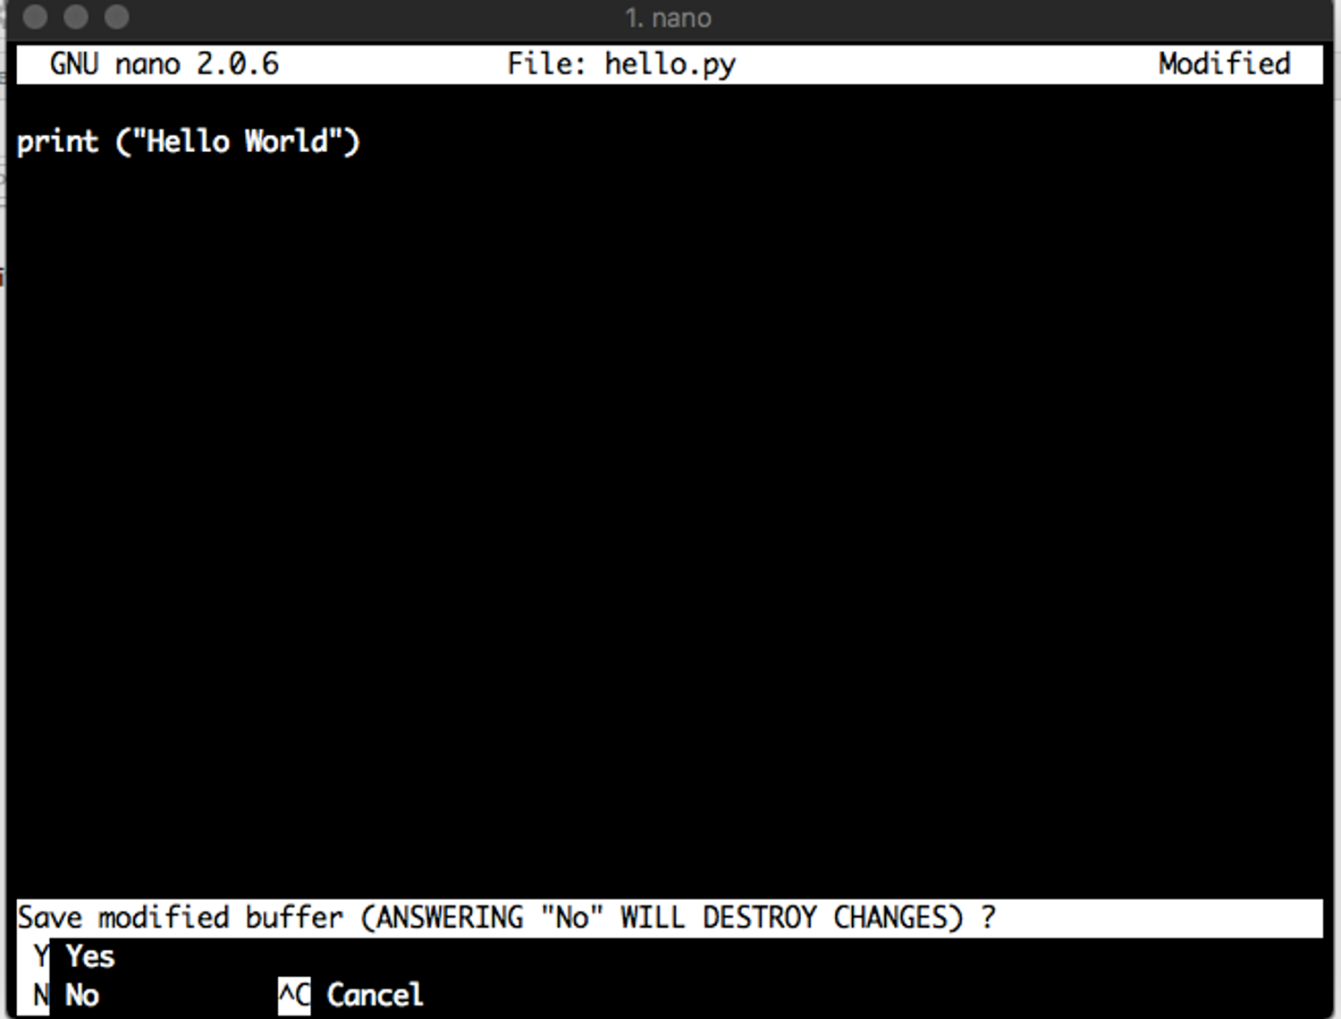 1. nano
GNU nano 2.0.6 File: hello.py Modified
print ("Hello World")
Save modified buffer (ANSWERING "No" WILL DESTROY CHANGES) ?
Y Yes
N No ^C Cancel